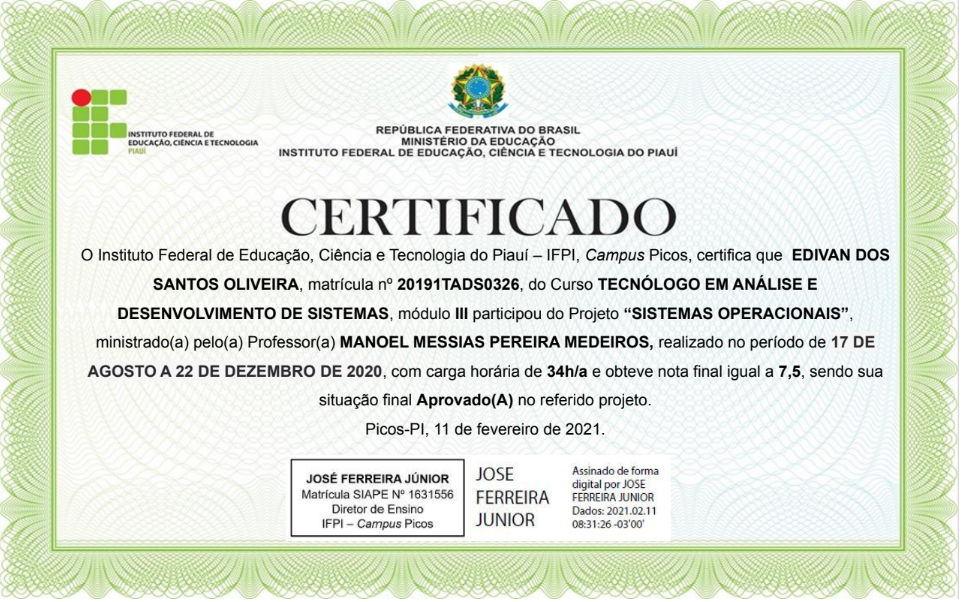 INSTITUTO FEDERAL DE
EDUCAÇÃO, CIÊNCIA E TECNOLOGIA
PIAUÍ
REPÚBLICA FEDERATIVA DO BRASIL
MINISTÉRIO DA EDUCAÇÃO
INSTITUTO FEDERAL DE EDUCAÇÃO, CIÊNCIA E TECNOLOGIA DO PIAUÍ
CERTIFICADO
O Instituto Federal de Educação, Ciência e Tecnologia do Piauí – IFPI, Campus Picos, certifica que EDIVAN DOS
SANTOS OLIVEIRA, matrícula nº 20191TADS0326, do Curso TECNÓLOGO EM ANÁLISE E
DESENVOLVIMENTO DE SISTEMAS, módulo III participou do Projeto “SISTEMAS OPERACIONAIS”,
ministrado(a) pelo(a) Professor(a) MANOEL MESSIAS PEREIRA MEDEIROS, realizado no período de 17 DE
AGOSTO A 22 DE DEZEMBRO DE 2020, com carga horária de 34h/a e obteve nota final igual a 7,5, sendo sua
situação final Aprovado(A) no referido projeto.
Picos-PI, 11 de fevereiro de 2021.
JOSÉ FERREIRA JÚNIOR
Matrícula SIAPE Nº 1631556
Diretor de Ensino
IFPI – Campus Picos
JOSE
FERREIRA
JUNIOR
Assinado de forma
digital por JOSE
FERREIRA JUNIOR
Dados: 2021.02.11
08:31:26 -03'00'